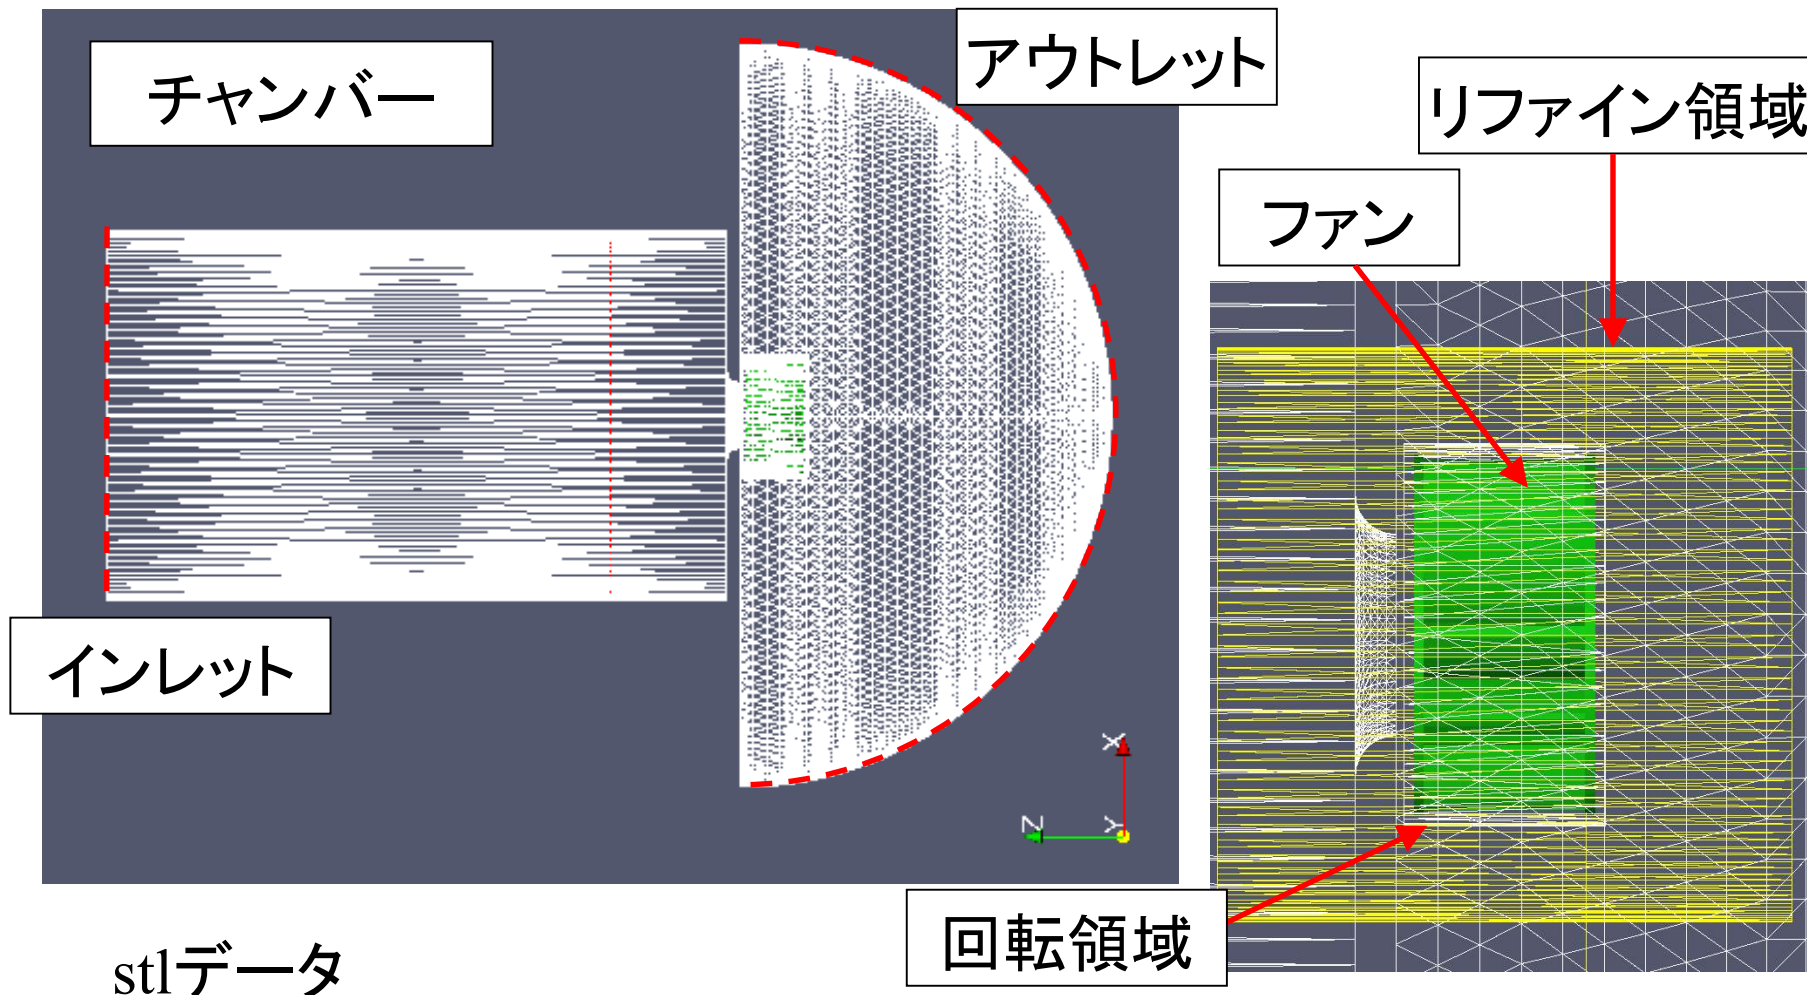 チャンバー
アウトレット
リファイン領域
ファン
インレット
X
Z
Y
回転領域
stlデータ